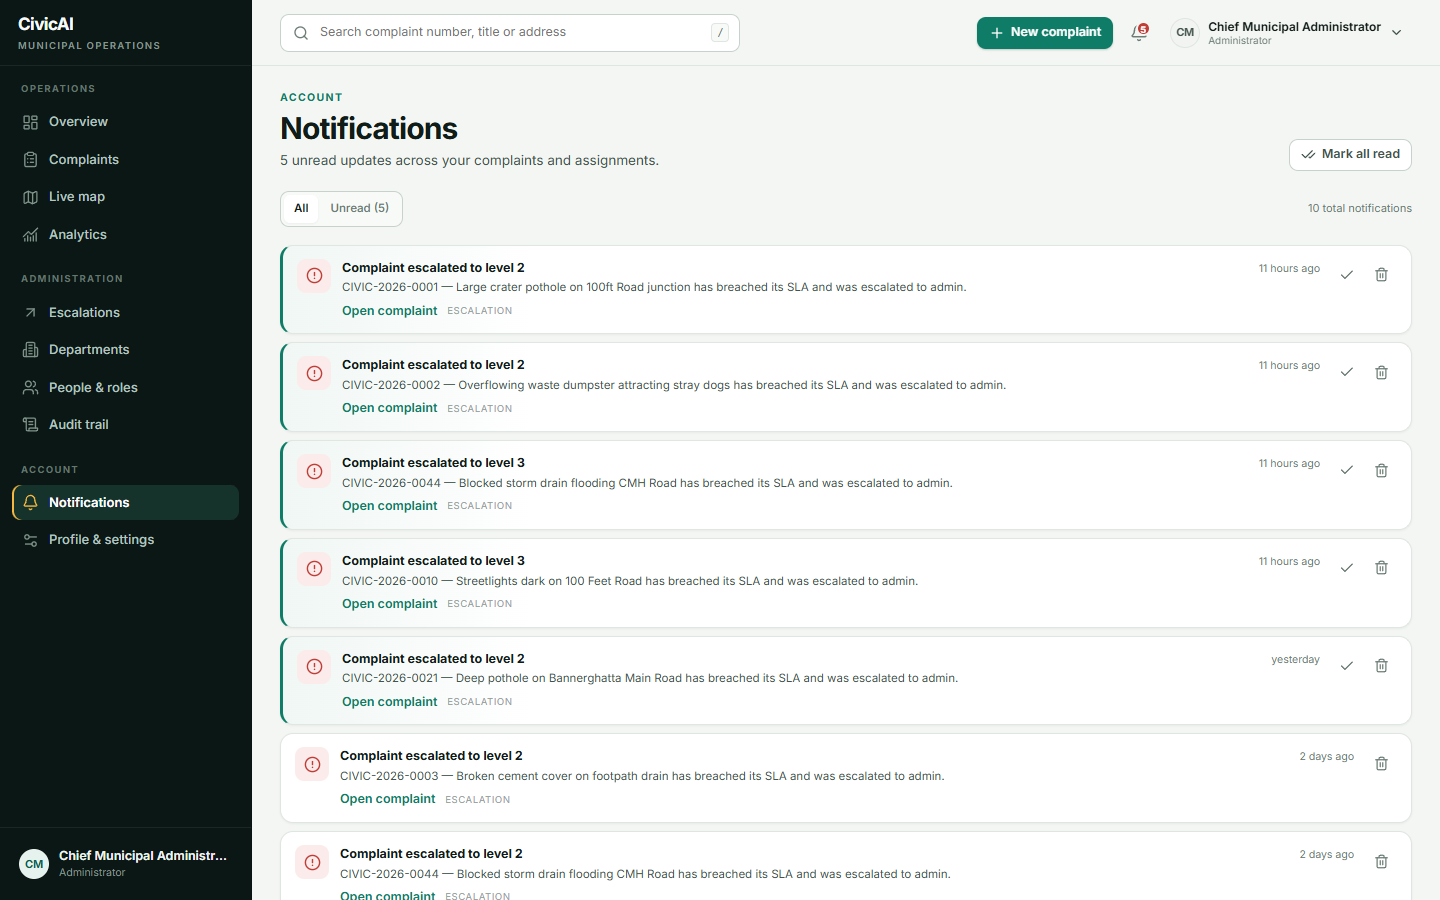 CivicAI
MUNICIPAL OPERATIONS
OPERATIONS
Overview
Complaints
Live map
Analytics
ADMINISTRATION
Escalations
Departments
People & roles
Audit trail
ACCOUNT
Notifications
Profile & settings
CM
Chief Municipal Administr...
Administrator
Search complaint number, title or address
/
New complaint
5
CM
Chief Municipal Administrator
Administrator
ACCOUNT
Notifications
5 unread updates across your complaints and assignments.
Mark all read
All
Unread (5)
10 total notifications
Complaint escalated to level 2
11 hours ago
CIVIC-2026-0001 — Large crater pothole on 100ft Road junction has breached its SLA and was escalated to admin.
Open complaint ESCALATION
Complaint escalated to level 2
11 hours ago
CIVIC-2026-0002 — Overflowing waste dumpster attracting stray dogs has breached its SLA and was escalated to admin.
Open complaint ESCALATION
Complaint escalated to level 3
11 hours ago
CIVIC-2026-0044 — Blocked storm drain flooding CMH Road has breached its SLA and was escalated to admin.
Open complaint ESCALATION
Complaint escalated to level 3
11 hours ago
CIVIC-2026-0010 — Streetlights dark on 100 Feet Road has breached its SLA and was escalated to admin.
Open complaint ESCALATION
Complaint escalated to level 2
yesterday
CIVIC-2026-0021 — Deep pothole on Bannerghatta Main Road has breached its SLA and was escalated to admin.
Open complaint ESCALATION
Complaint escalated to level 2
2 days ago
CIVIC-2026-0003 — Broken cement cover on footpath drain has breached its SLA and was escalated to admin.
Open complaint ESCALATION
Complaint escalated to level 2
2 days ago
CIVIC-2026-0044 — Blocked storm drain flooding CMH Road has breached its SLA and was escalated to admin.
Open complaint ESCALATION